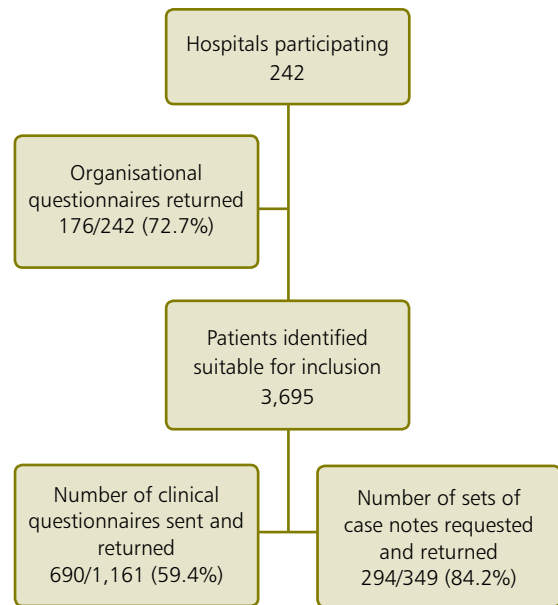 Hospitals participating
242
Organisational
questionnaires returned
176/242 (72.7%)
Patients identified
suitable for inclusion
3,695
Number of clinical
questionnaires sent and
returned
690/1,161 (59.4%)
Number of sets of
case notes requested
and returned
294/349 (84.2%)